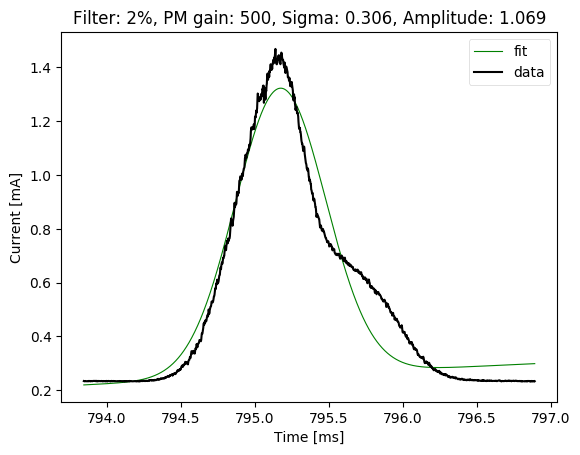 Filter: 2%, PM gain: 500, Sigma: 0.306, Amplitude: 1.069
fit
data
Current [mA]
1.4
1.2
1.0
0.8
0.6
0.4
0.2
794.0 794.5 795.0 795.5 796.0 796.5 797.0
Time [ms]